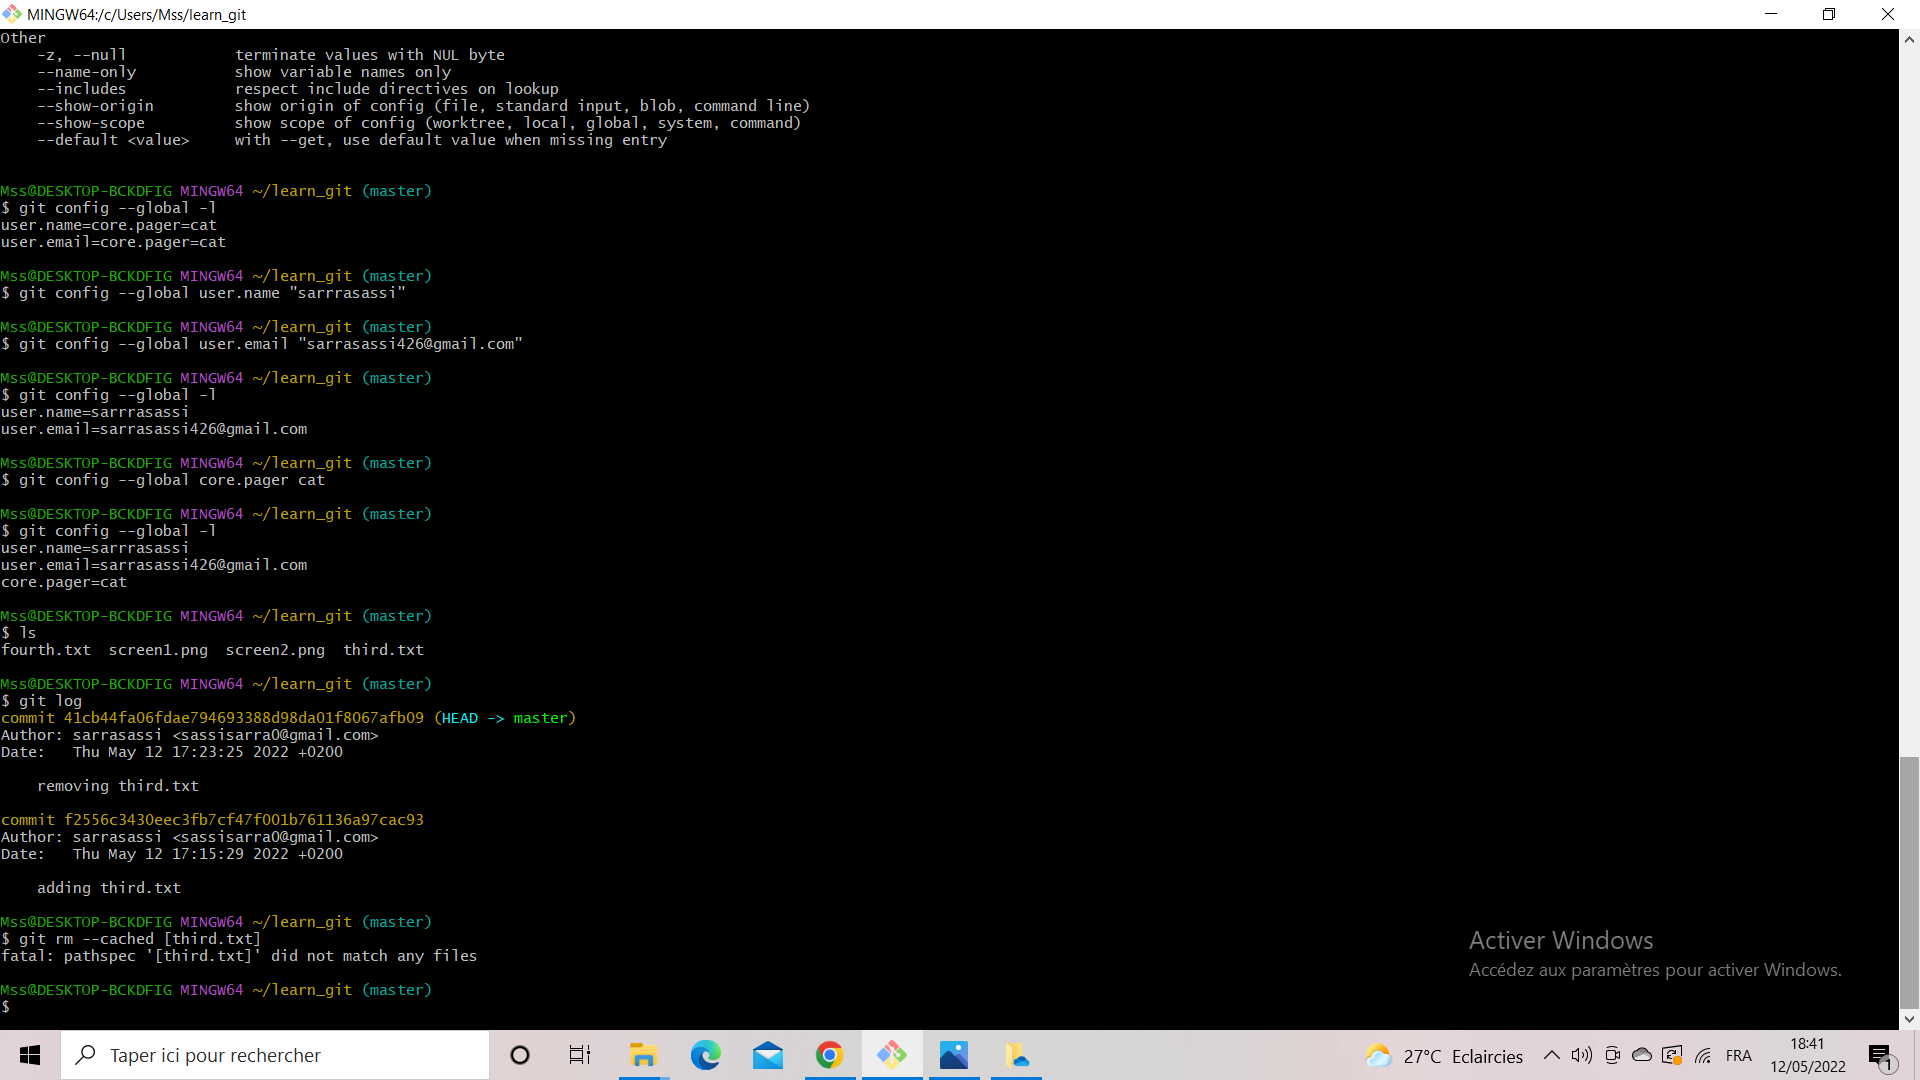 MINGW64:/c/Users/Mss/learn_git
Other
    -z, --null            terminate values with NUL byte
    --name-only           show variable names only
    --includes            respect include directives on lookup
    --show-origin         show origin of config (file, standard input, blob, command line)
    --show-scope          show scope of config (worktree, local, global, system, command)
    --default <value>     with --get, use default value when missing entry
Mss@DESKTOP-BCKDFIG MINGW64 ~/learn_git (master)
$ git config --global -l
user.name=core.pager=cat
user.email=core.pager=cat
Mss@DESKTOP-BCKDFIG MINGW64 ~/learn_git (master)
$ git config --global user.name "sarrrasassi"
Mss@DESKTOP-BCKDFIG MINGW64 ~/learn_git (master)
$ git config --global user.email "sarrasassi426@gmail.com"
Mss@DESKTOP-BCKDFIG MINGW64 ~/learn_git (master)
$ git config --global -l
user.name=sarrrasassi
user.email=sarrasassi426@gmail.com
Mss@DESKTOP-BCKDFIG MINGW64 ~/learn_git (master)
$ git config --global core.pager cat
Mss@DESKTOP-BCKDFIG MINGW64 ~/learn_git (master)
$ git config --global -l
user.name=sarrrasassi
user.email=sarrasassi426@gmail.com
core.pager=cat
Mss@DESKTOP-BCKDFIG MINGW64 ~/learn_git (master)
$ ls
fourth.txt  screen1.png  screen2.png  third.txt
Mss@DESKTOP-BCKDFIG MINGW64 ~/learn_git (master)
$ git log
commit 41cb44fa06fdae794693388d98da01f8067afb09 (HEAD -> master)
Author: sarrasassi <sassisarra0@gmail.com>
Date:   Thu May 12 17:23:25 2022 +0200
    removing third.txt
commit f2556c3430eec3fb7cf47f001b761136a97cac93
Author: sarrasassi <sassisarra0@gmail.com>
Date:   Thu May 12 17:15:29 2022 +0200
    adding third.txt
Mss@DESKTOP-BCKDFIG MINGW64 ~/learn_git (master)
$ git rm --cached [third.txt]
fatal: pathspec '[third.txt]' did not match any files
Mss@DESKTOP-BCKDFIG MINGW64 ~/learn_git (master)
$
Activer Windows
Accédez aux paramètres pour activer Windows.
Taper ici pour rechercher
27°C Eclaircies
FRA
18:41
12/05/2022
1